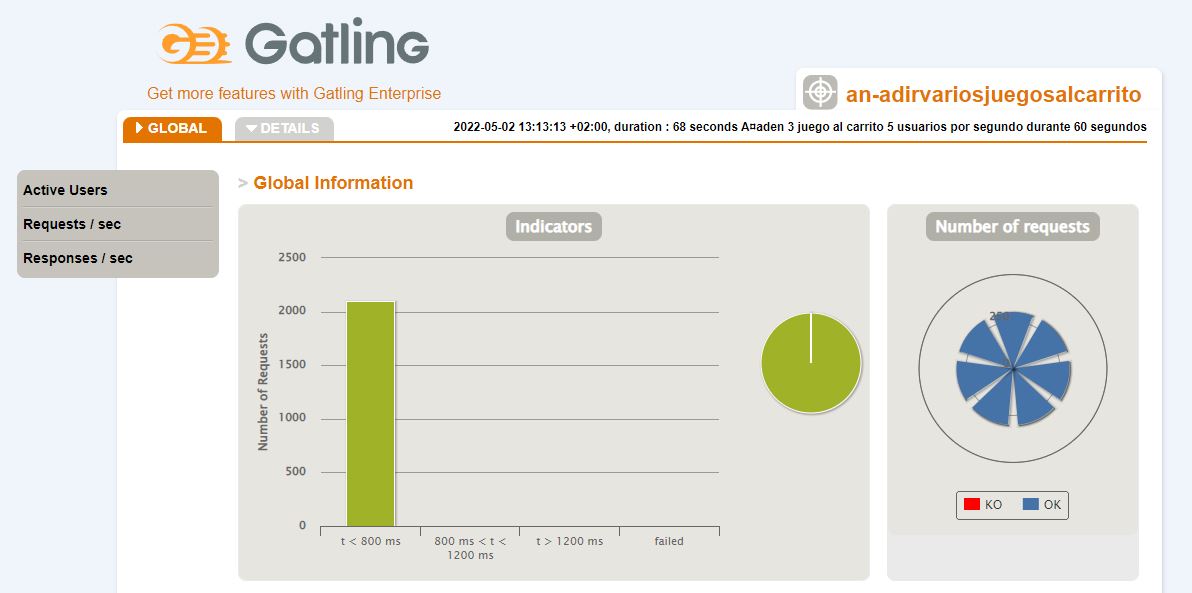 Gatling
Get more features with Gatling Enterprise
an-adirvariosjuegosalcarrito
GLOBAL
DETAILS
2022-05-02 13:13:13 +02:00, duration : 68 seconds A¤aden 3 juego al carrito 5 usuarios por segundo durante 60 segundos
Active Users
Requests / sec
Responses / sec
> Global Information
Indicators
Number of Requests
2500
2000
1500
1000
500
0
t < 800 ms
800 ms < t <
1200 ms
t > 1200 ms
failed
Number of requests
250
KO
OK